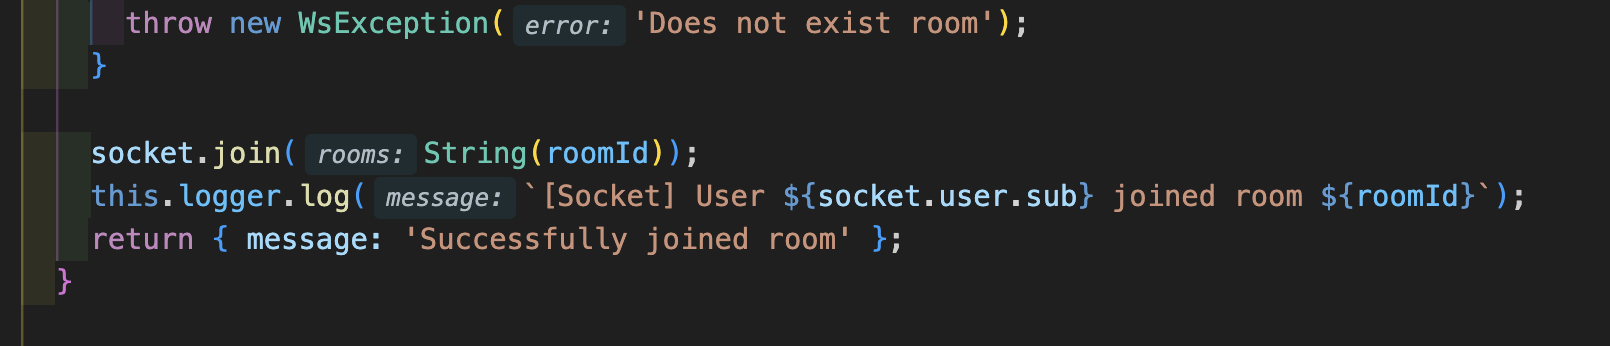 throw new WsException( error: 'Does not exist room');
}
socket.join( rooms: String(roomId));
this.logger.log( message: `[Socket] User ${socket.user.sub} joined room ${roomId}`);
return { message: 'Successfully joined room' };
}